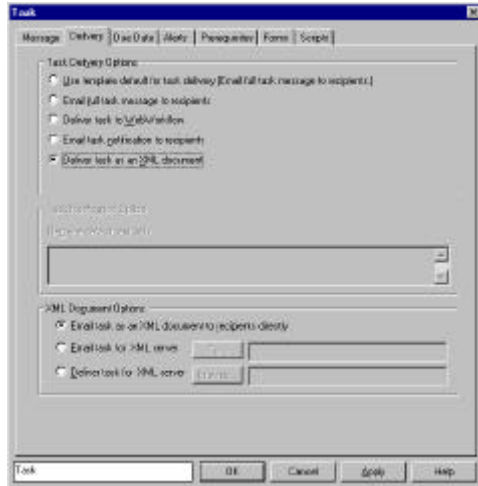 Task
Message Delivery Due Date Alerts Prerequisites Forms Scripts
Task Delivery Options
Use template default for task delivery (Email full task message to recipients.)
Email full task message to recipients
Deliver task to WebWorkflow
Email task notification to recipients
Deliver task as an XML document
XML Document Options
Email task as an XML document to recipients directly
Email task for XML server
Deliver task for XML server
Task OK Cancel Apply Help